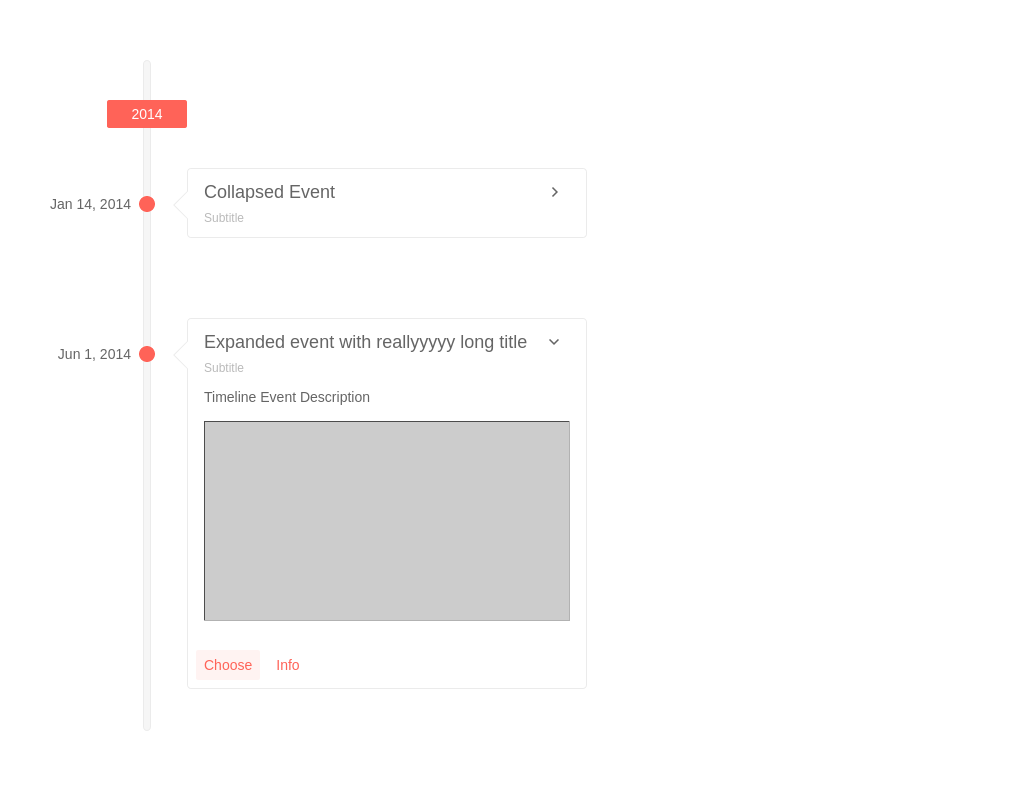 2014
Jan 14, 2014
Collapsed Event
Subtitle
Jun 1, 2014
Expanded event with reallyyyyy long title
Subtitle
Timeline Event Description
Choose Info